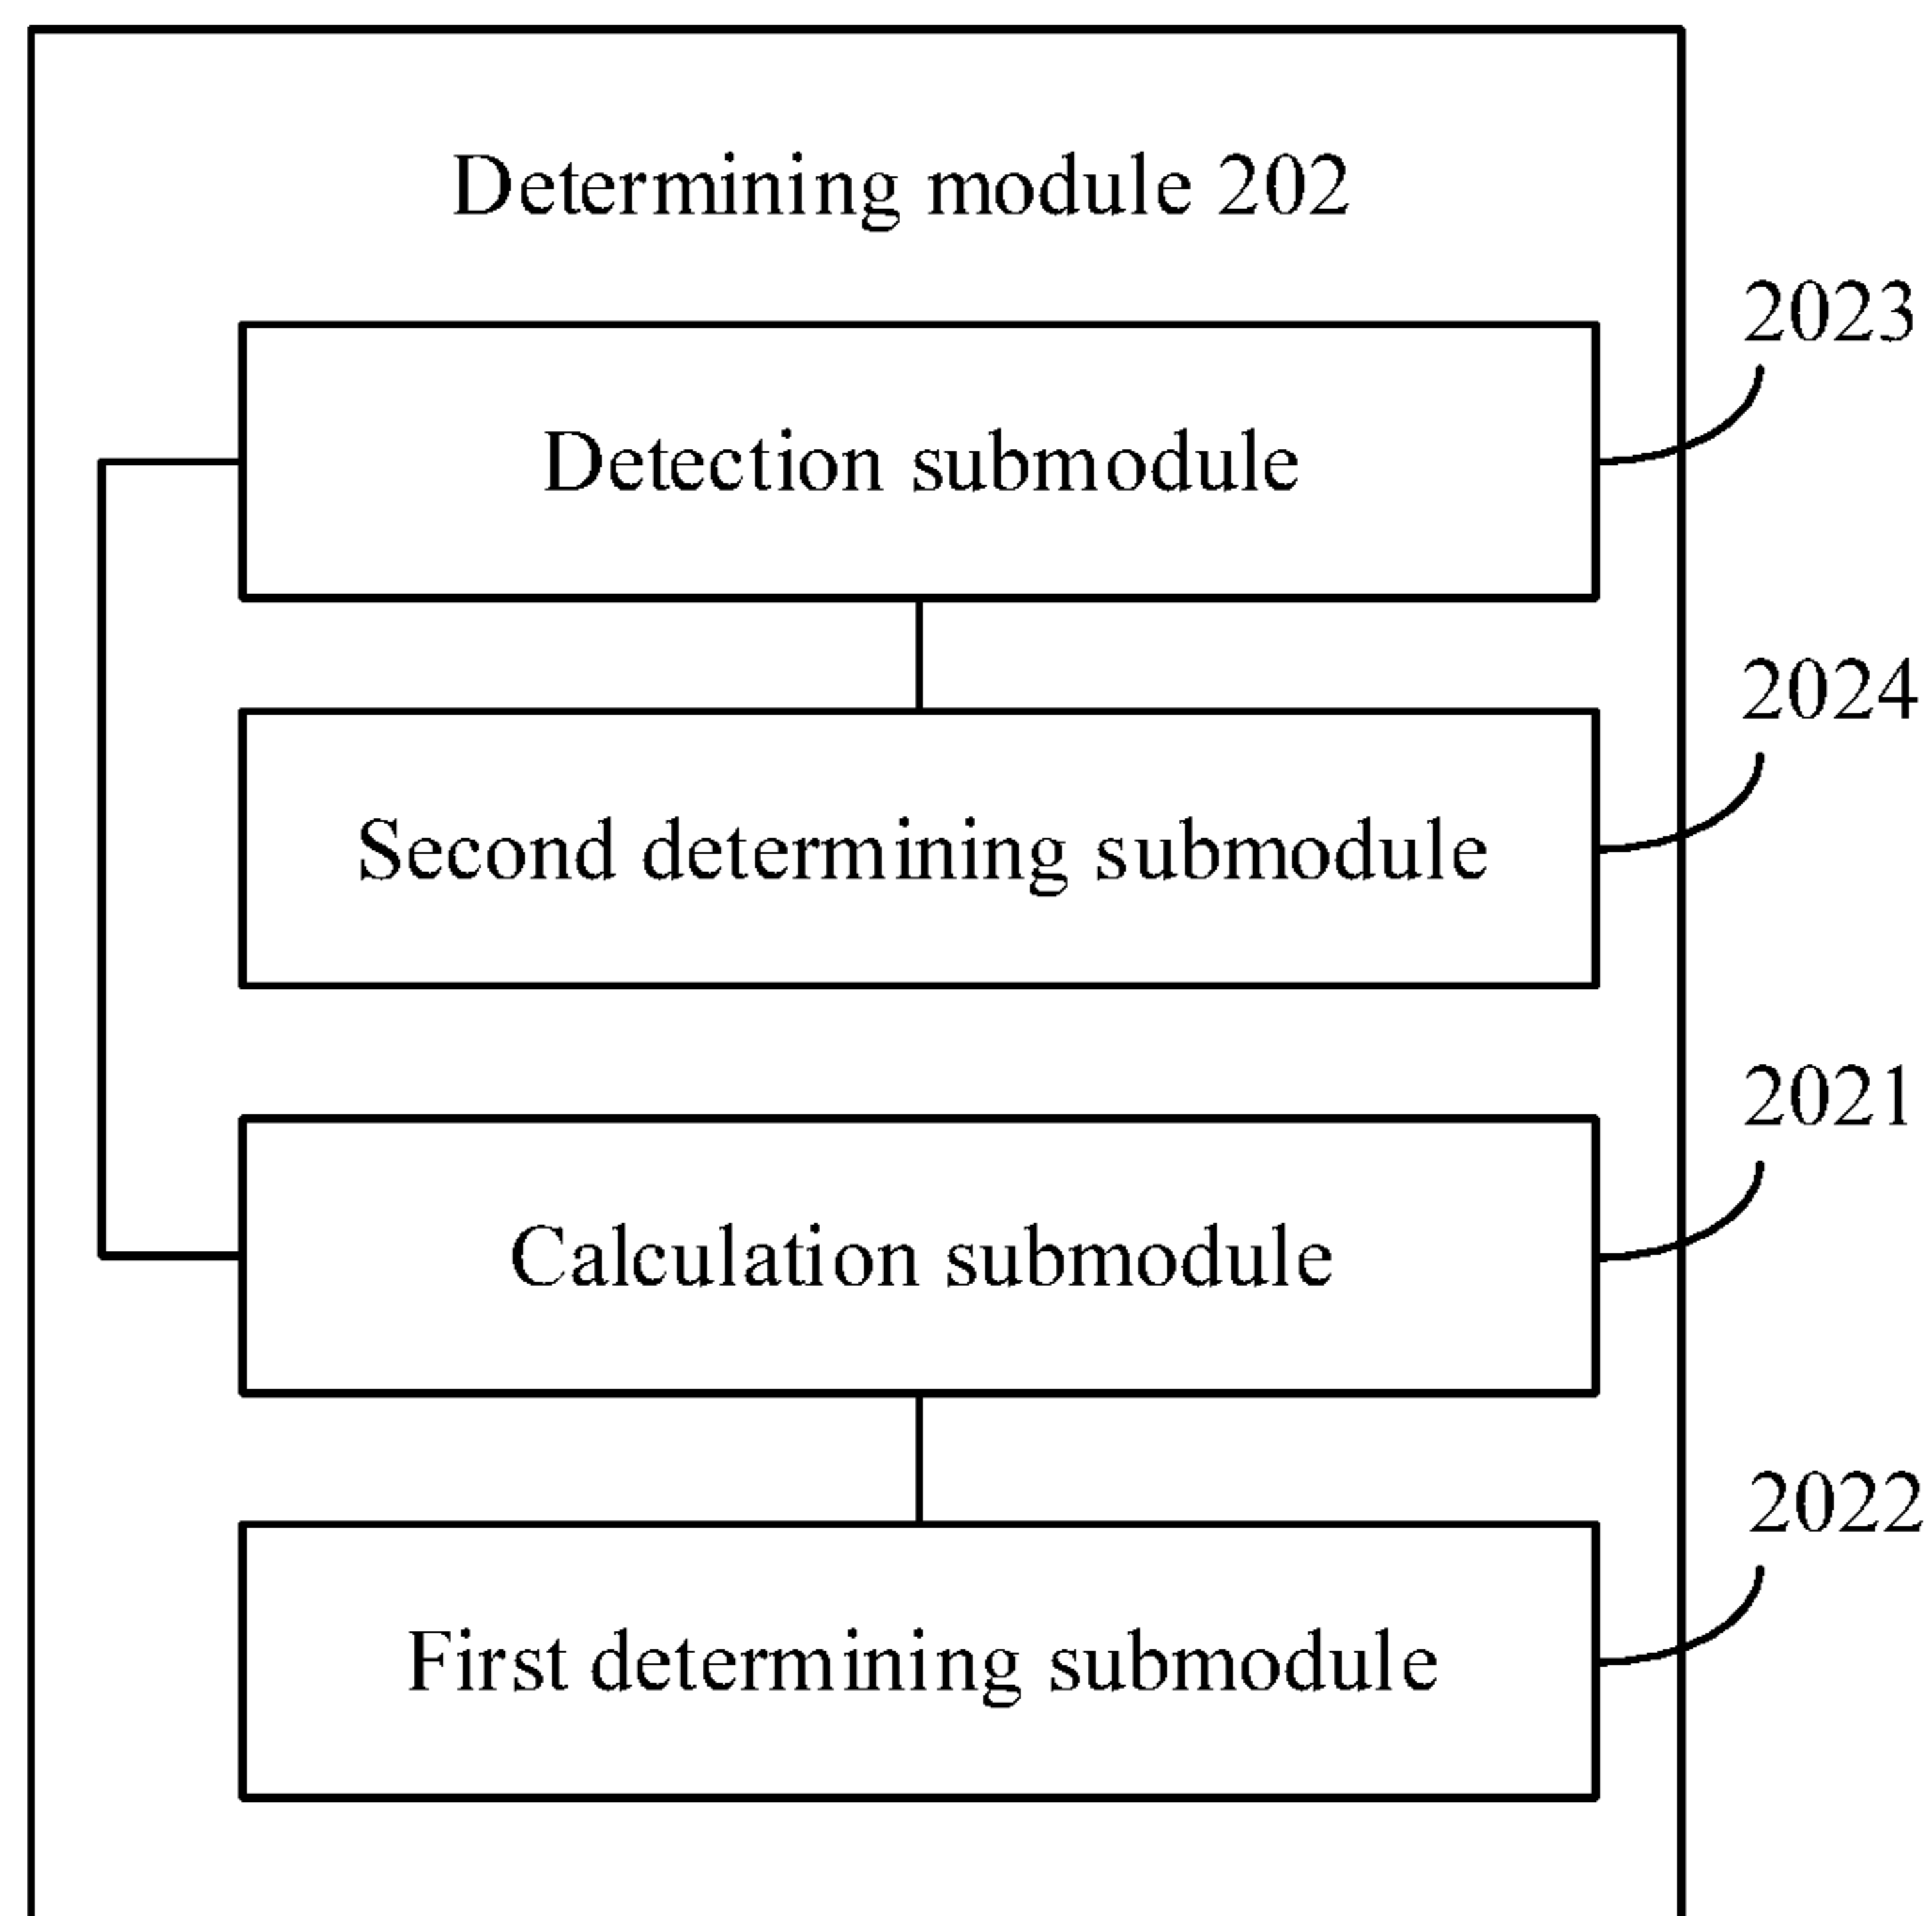 Determining module 202
2023
Detection submodule
2024
Second determining submodule
2021
Calculation submodule
2022
First determining submodule